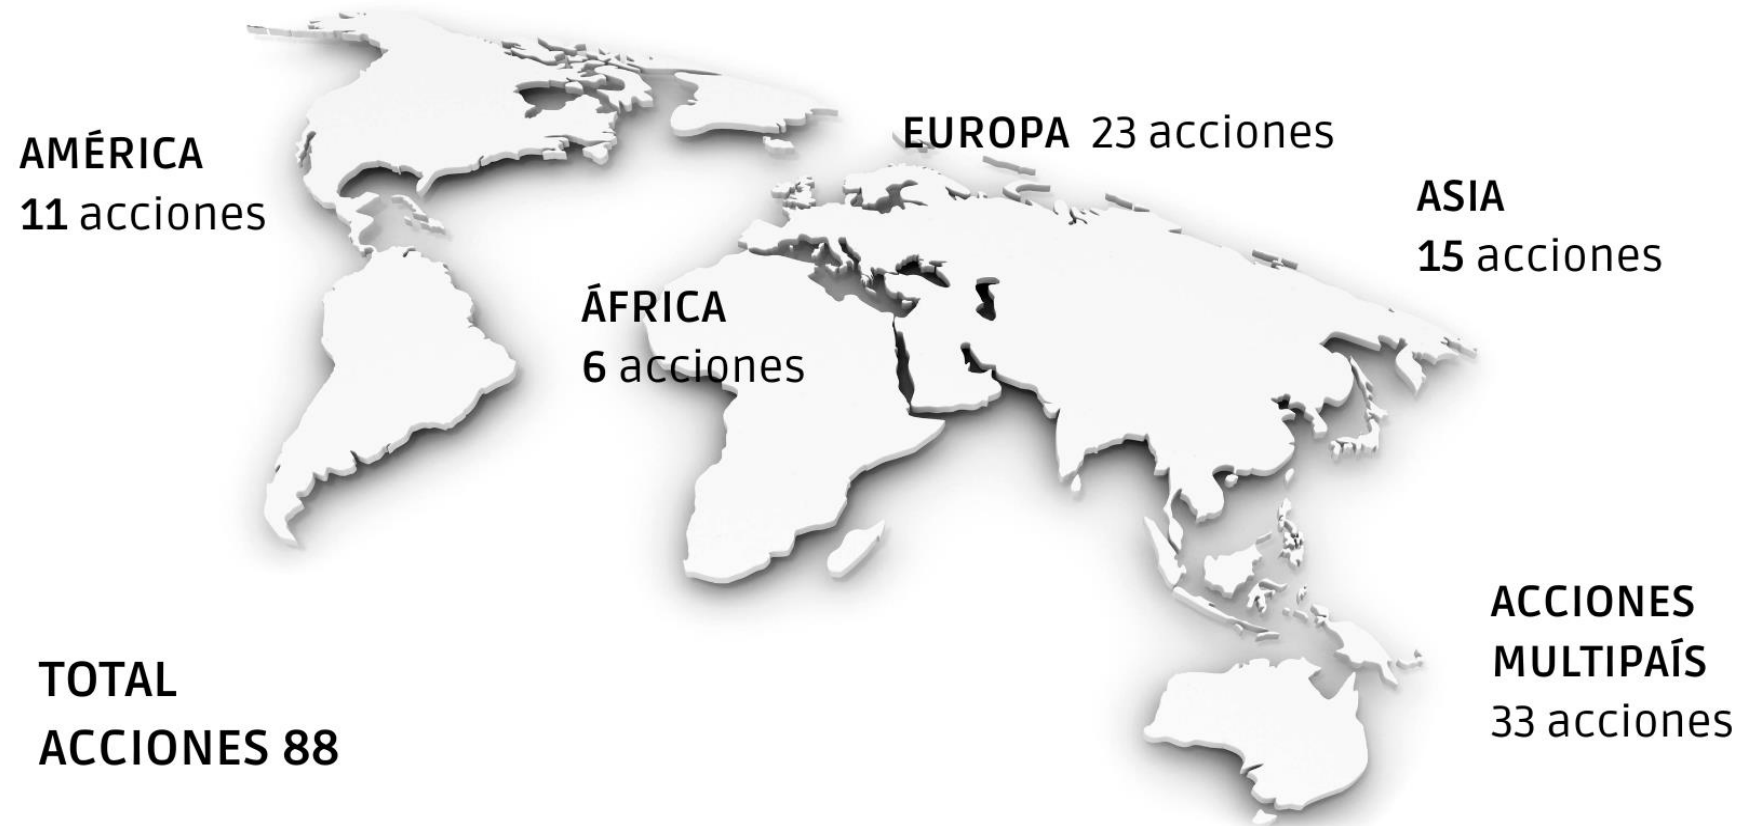 AMÉRICA
11 acciones
EUROPA 23 acciones
ASIA
15 acciones
ÁFRICA
6 acciones
ACCIONES
MULTIPAÍS
33 acciones
TOTAL
ACCIONES 88